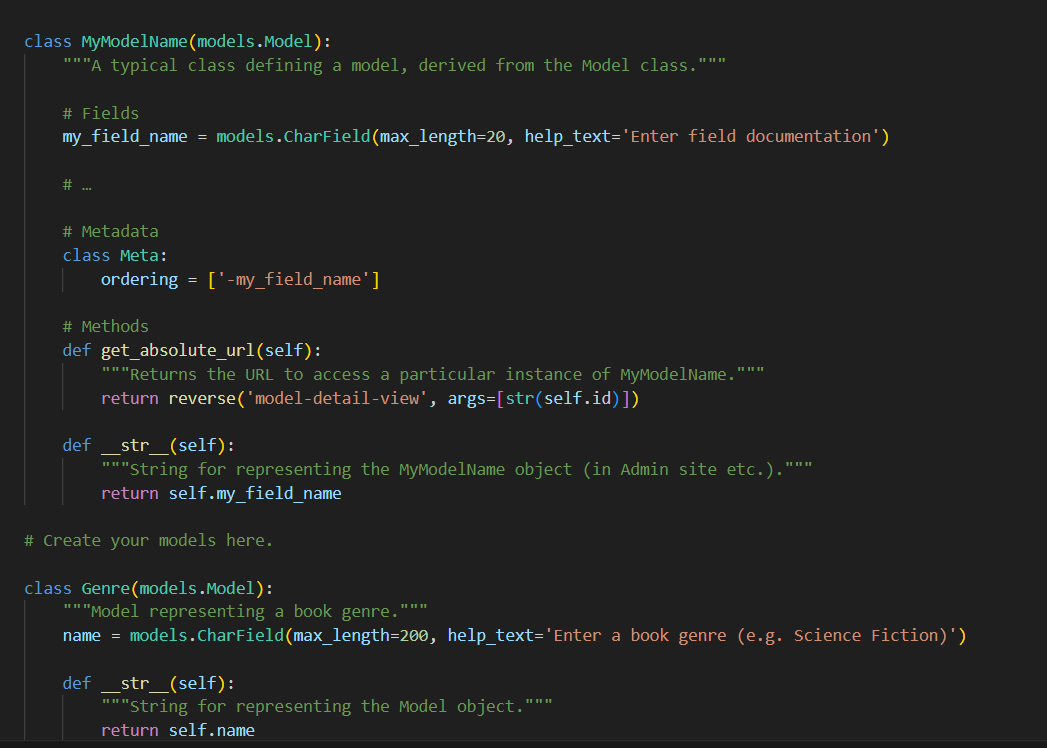 class MyModelName(models.Model):
    """A typical class defining a model, derived from the Model class."""
    # Fields
    my_field_name = models.CharField(max_length=20, help_text='Enter field documentation')
    # …
    # Metadata
    class Meta:
        ordering = ['-my_field_name']
    # Methods
    def get_absolute_url(self):
        """Returns the URL to access a particular instance of MyModelName."""
        return reverse('model-detail-view', args=[str(self.id)])
    def __str__(self):
        """String for representing the MyModelName object (in Admin site etc.)."""
        return self.my_field_name
# Create your models here.
class Genre(models.Model):
    """Model representing a book genre."""
    name = models.CharField(max_length=200, help_text='Enter a book genre (e.g. Science Fiction)')
    def __str__(self):
        """String for representing the Model object."""
        return self.name